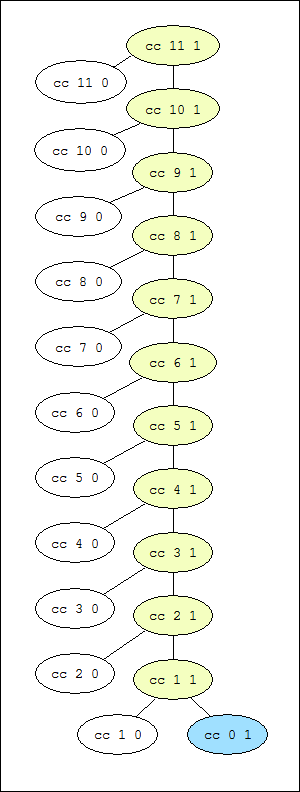 cc 11 1
cc 11 0
cc 10 1
cc 10 0
cc 9 1
cc 9 0
cc 8 1
cc 8 0
cc 7 1
cc 7 0
cc 6 1
cc 6 0
cc 5 1
cc 5 0
cc 4 1
cc 4 0
cc 3 1
cc 3 0
cc 2 1
cc 2 0
cc 1 1
cc 1 0
cc 0 1